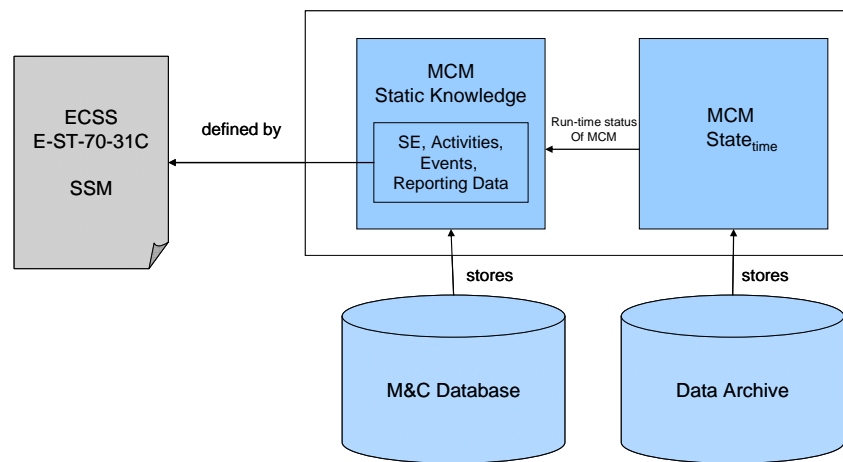 ECSS
E-ST-70-31C
SSM
defined by
MCM
Static Knowledge
SE, Activities,
Events,
Reporting Data
Run-time status
Of MCM
MCM
State_time
stores
stores
M&C Database
Data Archive